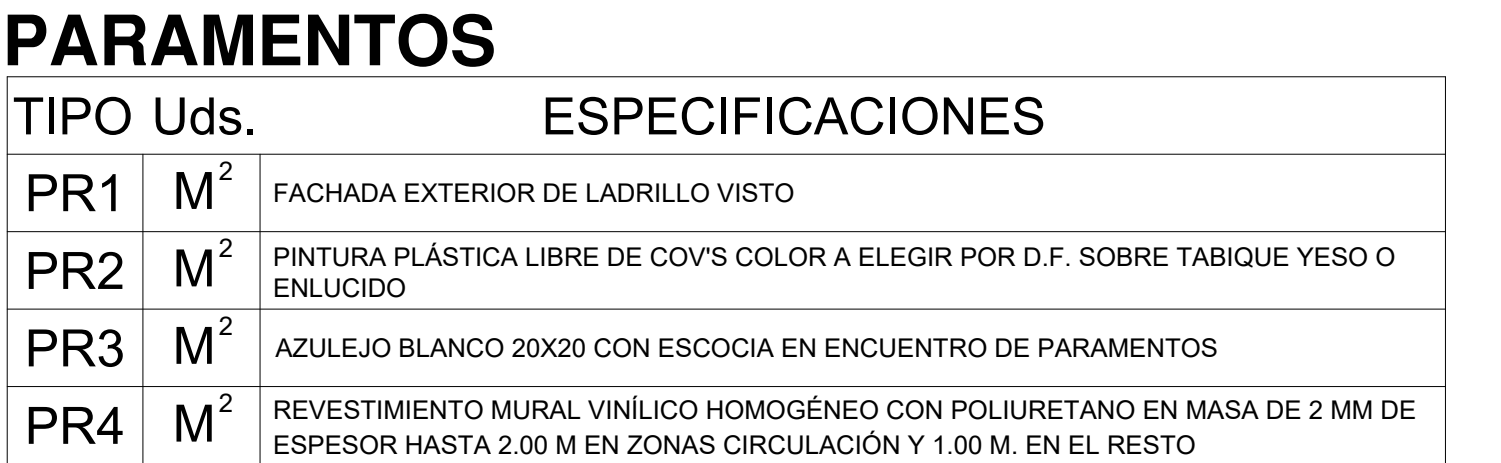 PARAMENTOS
TIPO Uds. ESPECIFICACIONES
PR1 M² FACHADA EXTERIOR DE LADRILLO VISTO
PR2 M² PINTURA PLÁSTICA LIBRE DE COV'S COLOR A ELEGIR POR D.F. SOBRE TABIQUE YESO O
ENLUCIDO
PR3 M² AZULEJO BLANCO 20X20 CON ESCOCIA EN ENCUENTRO DE PARAMENTOS
PR4 M² REVESTIMIENTO MURAL VINÍLICO HOMOGÉNEO CON POLIURETANO EN MASA DE 2 MM DE
ESPESOR HASTA 2.00 M EN ZONAS CIRCULACIÓN Y 1.00 M. EN EL RESTO